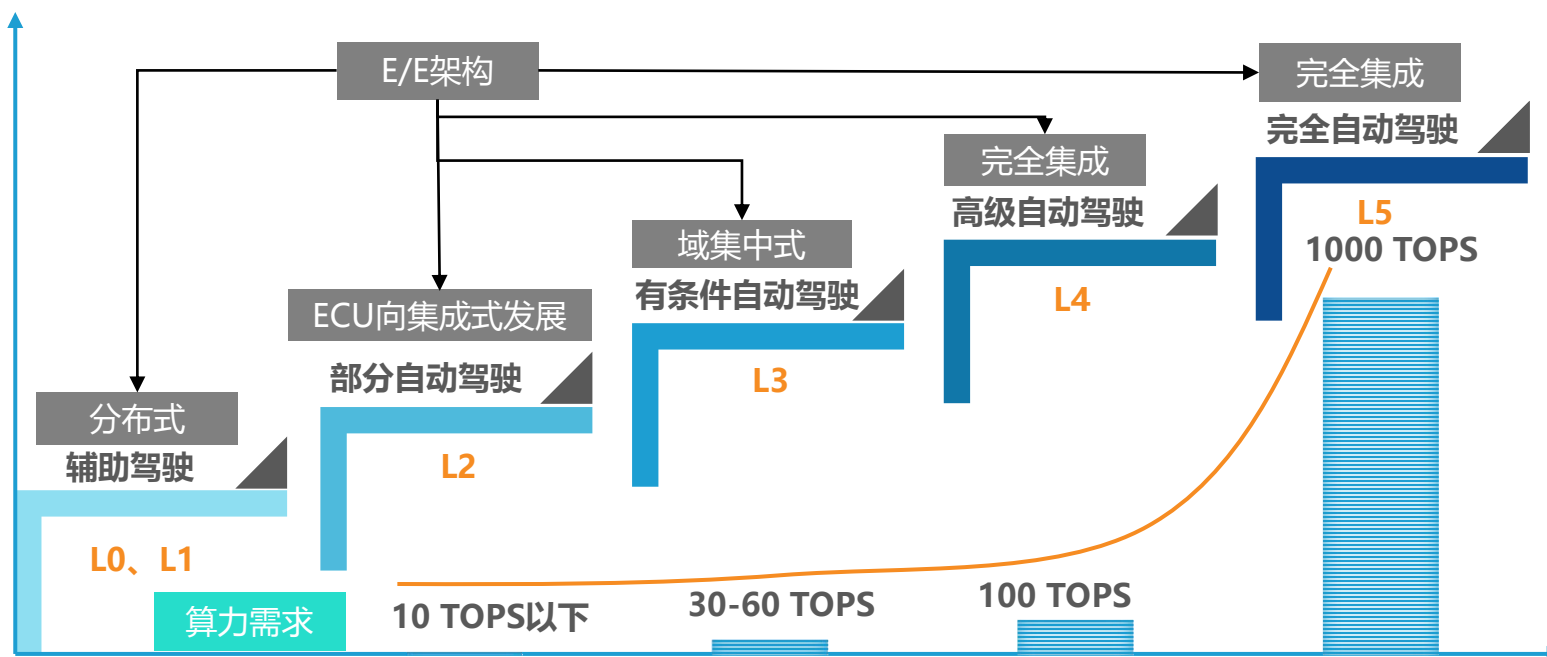 E/E架构
完全集成
完全自动驾驶
L5
1000 TOPS
完全集成
高级自动驾驶
L4
域集中式
有条件自动驾驶
L3
ECU向集成式发展
部分自动驾驶
L2
分布式
辅助驾驶
L0、L1
算力需求
10 TOPS以下
30-60 TOPS
100 TOPS